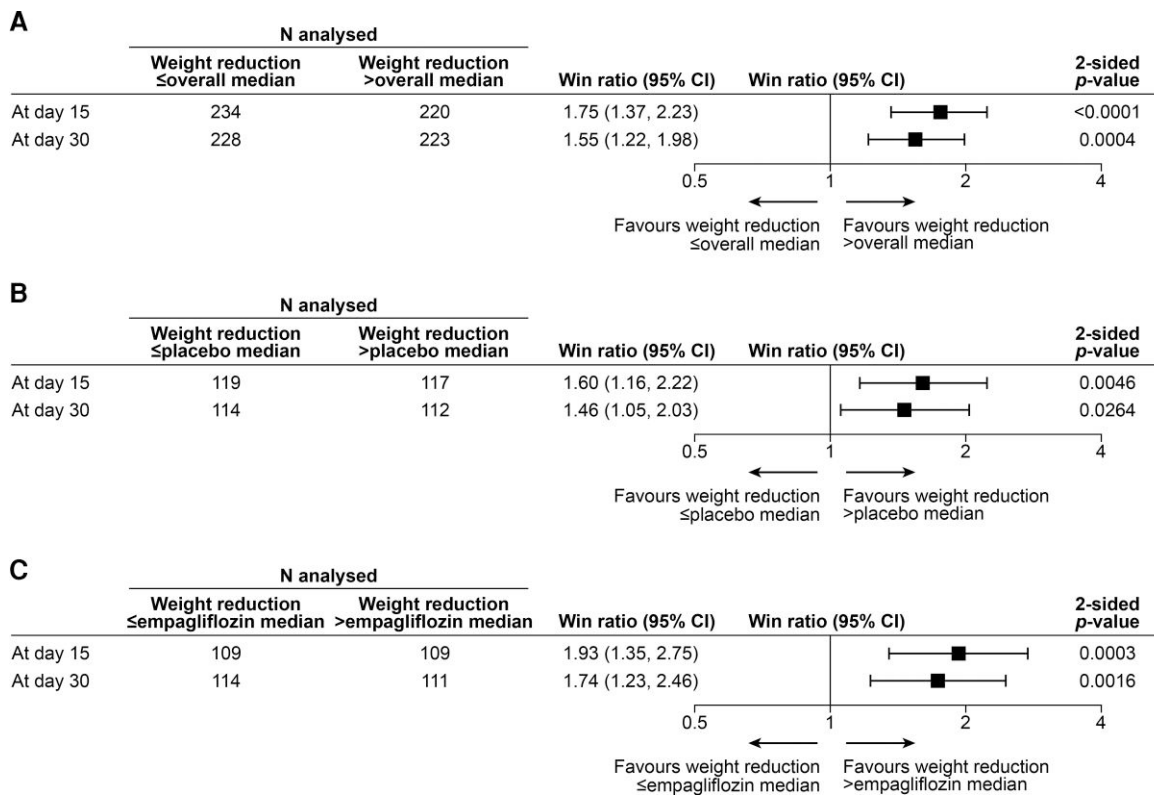 A
N analysed
Weight reduction Weight reduction 2-sided
≤overall median >overall median Win ratio (95% CI) Win ratio (95% CI) p-value
At day 15 234 220 1.75 (1.37, 2.23) <0.0001
At day 30 228 223 1.55 (1.22, 1.98) 0.0004
0.5 1 2 4
Favours weight reduction Favours weight reduction
≤overall median >overall median
B
N analysed
Weight reduction Weight reduction 2-sided
≤placebo median >placebo median Win ratio (95% CI) Win ratio (95% CI) p-value
At day 15 119 117 1.60 (1.16, 2.22) 0.0046
At day 30 114 112 1.46 (1.05, 2.03) 0.0264
0.5 1 2 4
Favours weight reduction Favours weight reduction
≤placebo median >placebo median
C
N analysed
Weight reduction Weight reduction 2-sided
≤empagliflozin median >empagliflozin median Win ratio (95% CI) Win ratio (95% CI) p-value
At day 15 109 109 1.93 (1.35, 2.75) 0.0003
At day 30 114 111 1.74 (1.23, 2.46) 0.0016
0.5 1 2 4
Favours weight reduction Favours weight reduction
≤empagliflozin median >empagliflozin median